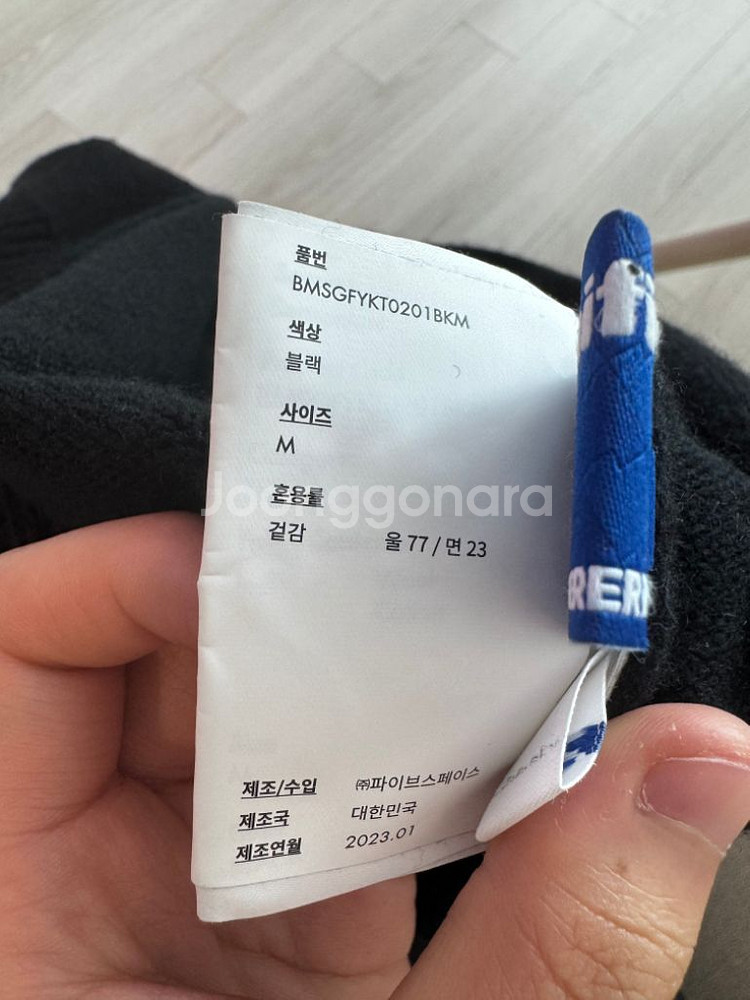 품번
BMSGFYKT0201BKM
색상
블랙
사이즈
M
혼용률
겉감 울 77 / 면 23
제조/수입 ㈜파이브스페이스
제조국 대한민국
제조연월 2023.01
Joonggonara